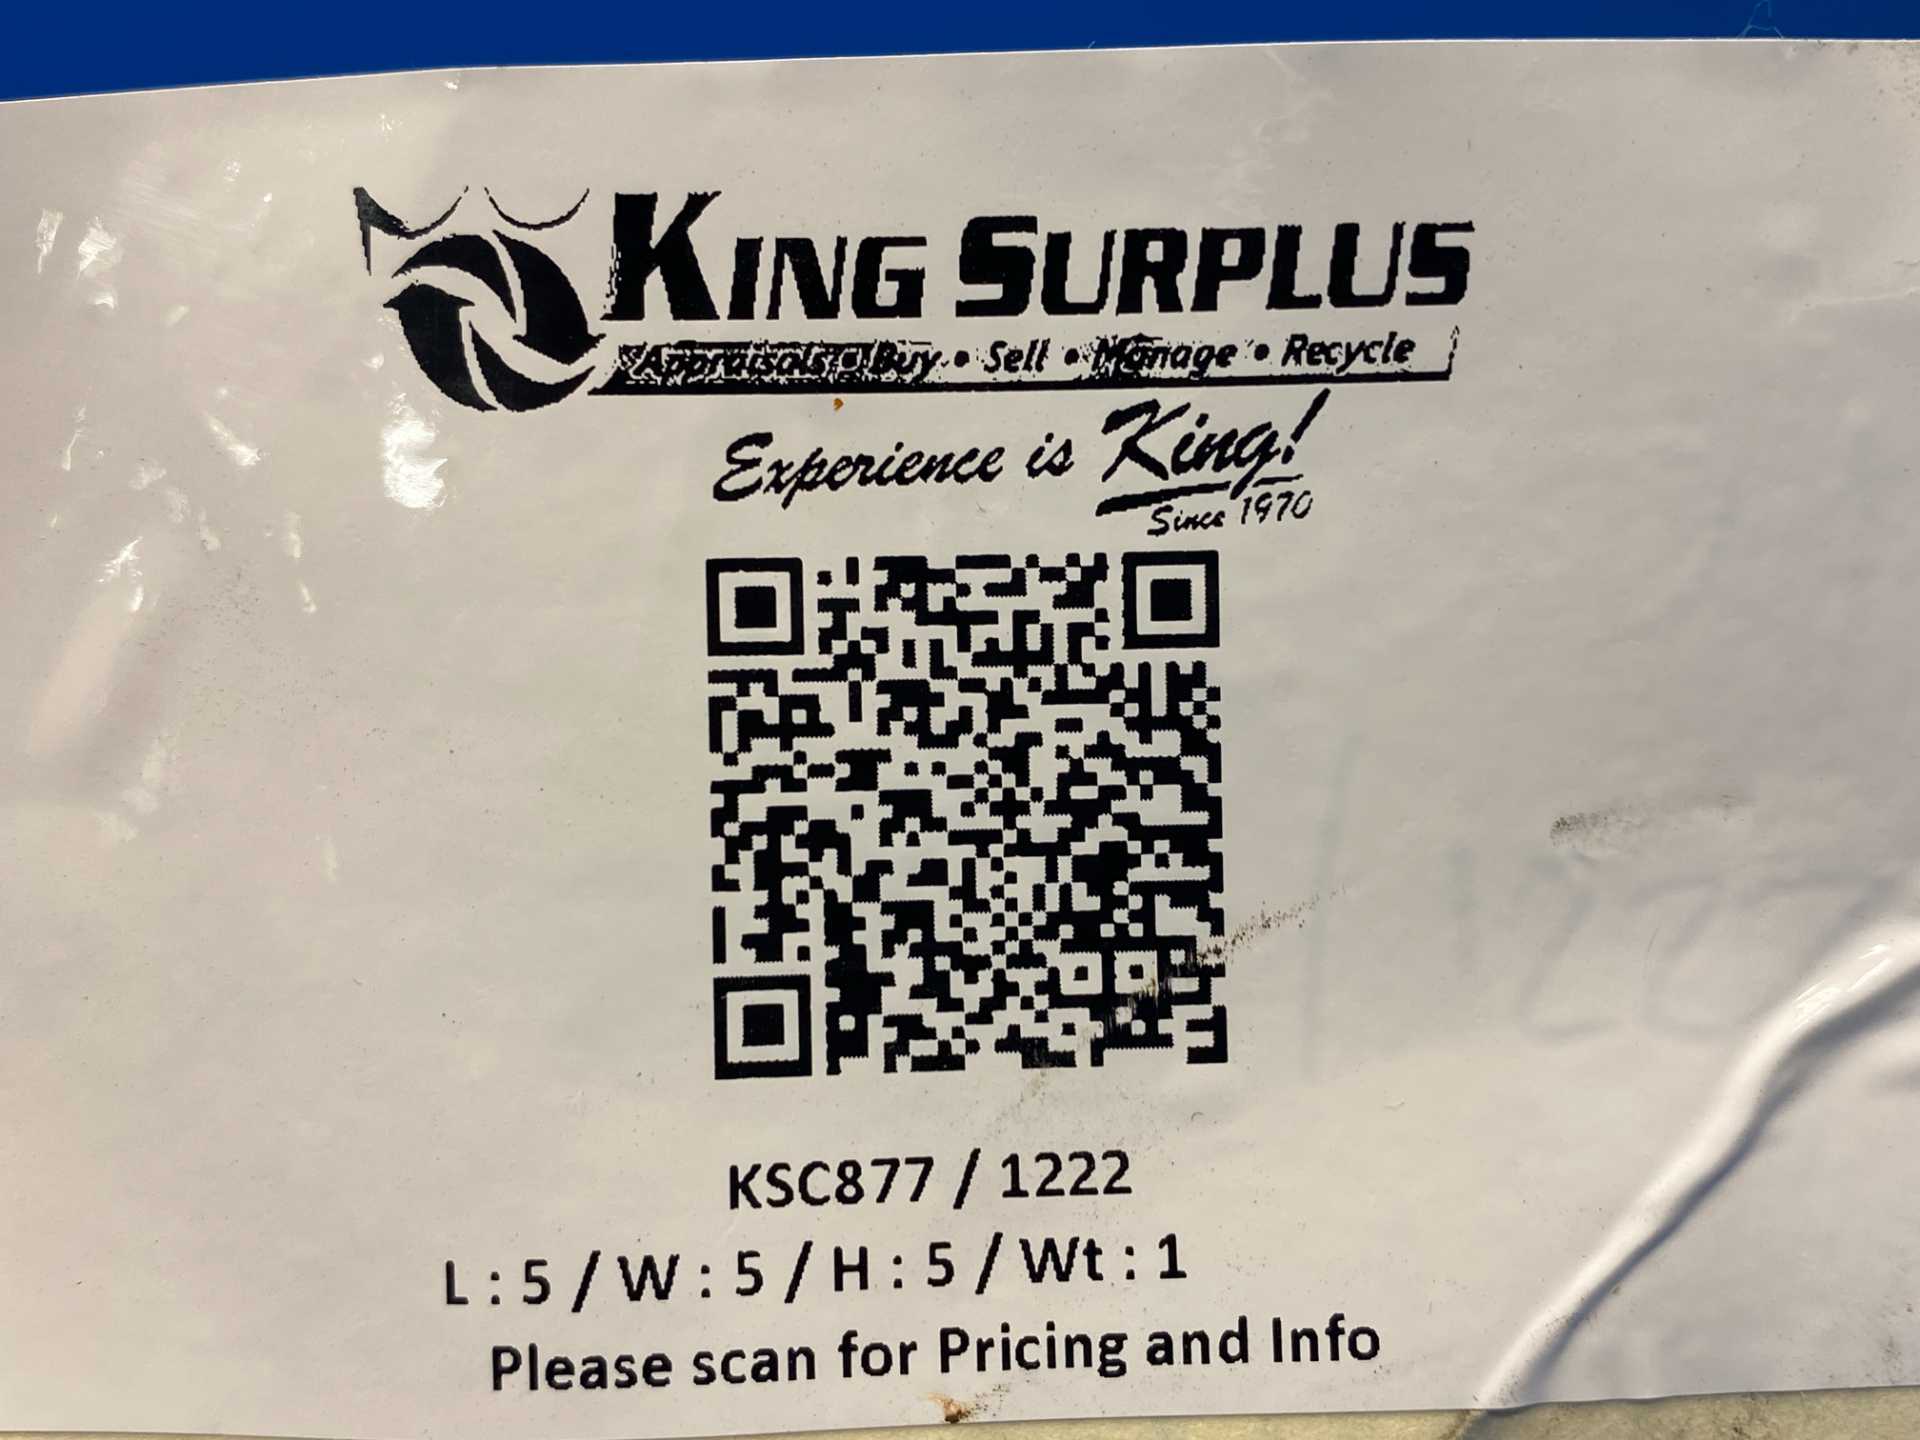 KING SURPLUS
Appraisals • Buy • Sell • Manage • Recycle
Experience is King!
Since 1970
KSC877 / 1222
L : 5 / W : 5 / H : 5 / Wt : 1
Please scan for Pricing and Info